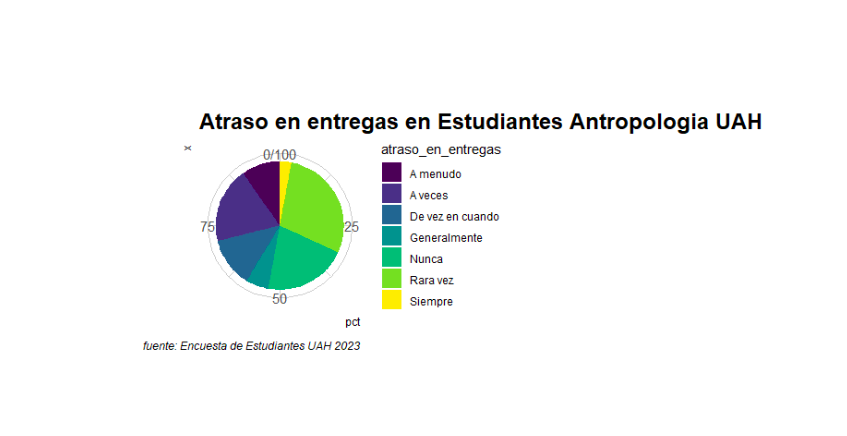 Atraso en entregas en Estudiantes Antropologia UAH
x
0/100
25
50
75
pct
atraso_en_entregas
A menudo
A veces
De vez en cuando
Generalmente
Nunca
Rara vez
Siempre
fuente: Encuesta de Estudiantes UAH 2023